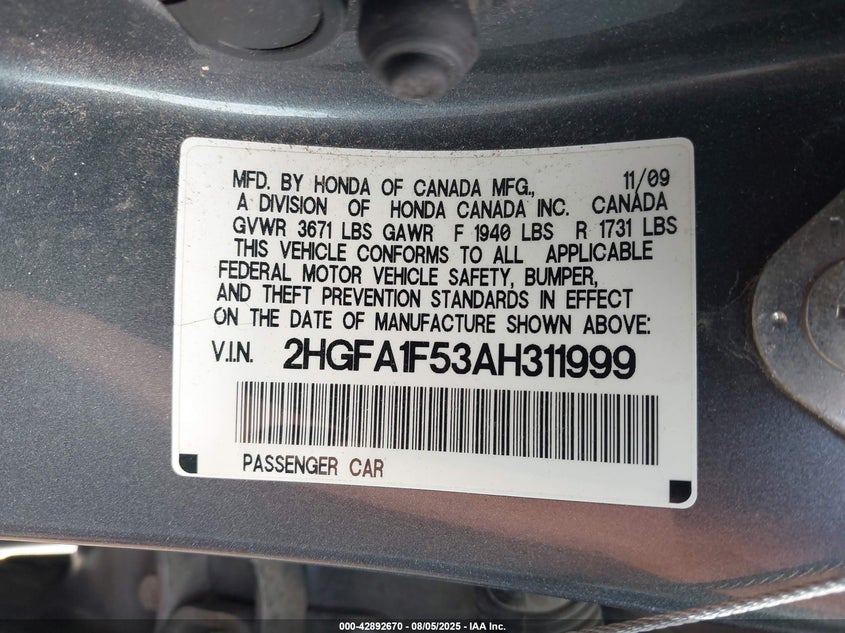 MFD. BY HONDA OF CANADA MFG., 11/09
A DIVISION OF HONDA CANADA INC. CANADA
GVWR 3671 LBS GAWR F 1940 LBS R 1731 LBS
THIS VEHICLE CONFORMS TO ALL APPLICABLE
FEDERAL MOTOR VEHICLE SAFETY, BUMPER,
AND THEFT PREVENTION STANDARDS IN EFFECT
ON THE DATE OF MANUFACTURE SHOWN ABOVE:
V.I.N. 2HGFA1F53AH311999
PASSENGER CAR
000-42892670 - 08/05/2025 - IAA Inc.